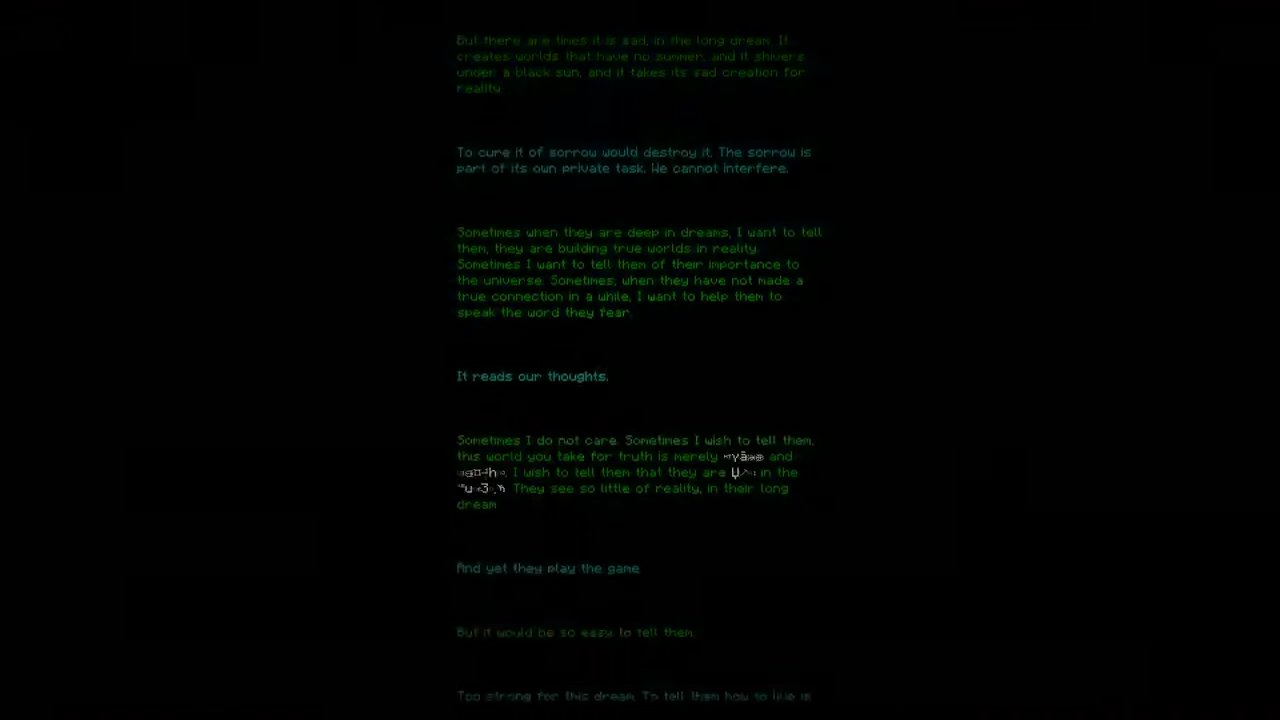 But there are times it is sad, in the long dream. It
creates worlds that have no summer, and it shivers
under a black sun, and it takes its sad creation for
reality.
To cure it of sorrow would destroy it. The sorrow is
part of its own private task. We cannot interfere.
Sometimes when they are deep in dreams, I want to tell
them, they are building true worlds in reality.
Sometimes I want to tell them of their importance to
the universe. Sometimes, when they have not made a
true connection in a while, I want to help them to
speak the word they fear.
It reads our thoughts.
Sometimes I do not care. Sometimes I wish to tell them,
this world you take for truth is merely and
I wish to tell them that they are in the
They see so little of reality, in their long
dream.
And yet they play the game.
But it would be so easy to tell them.
Too strong for this dream. To tell them how to live is